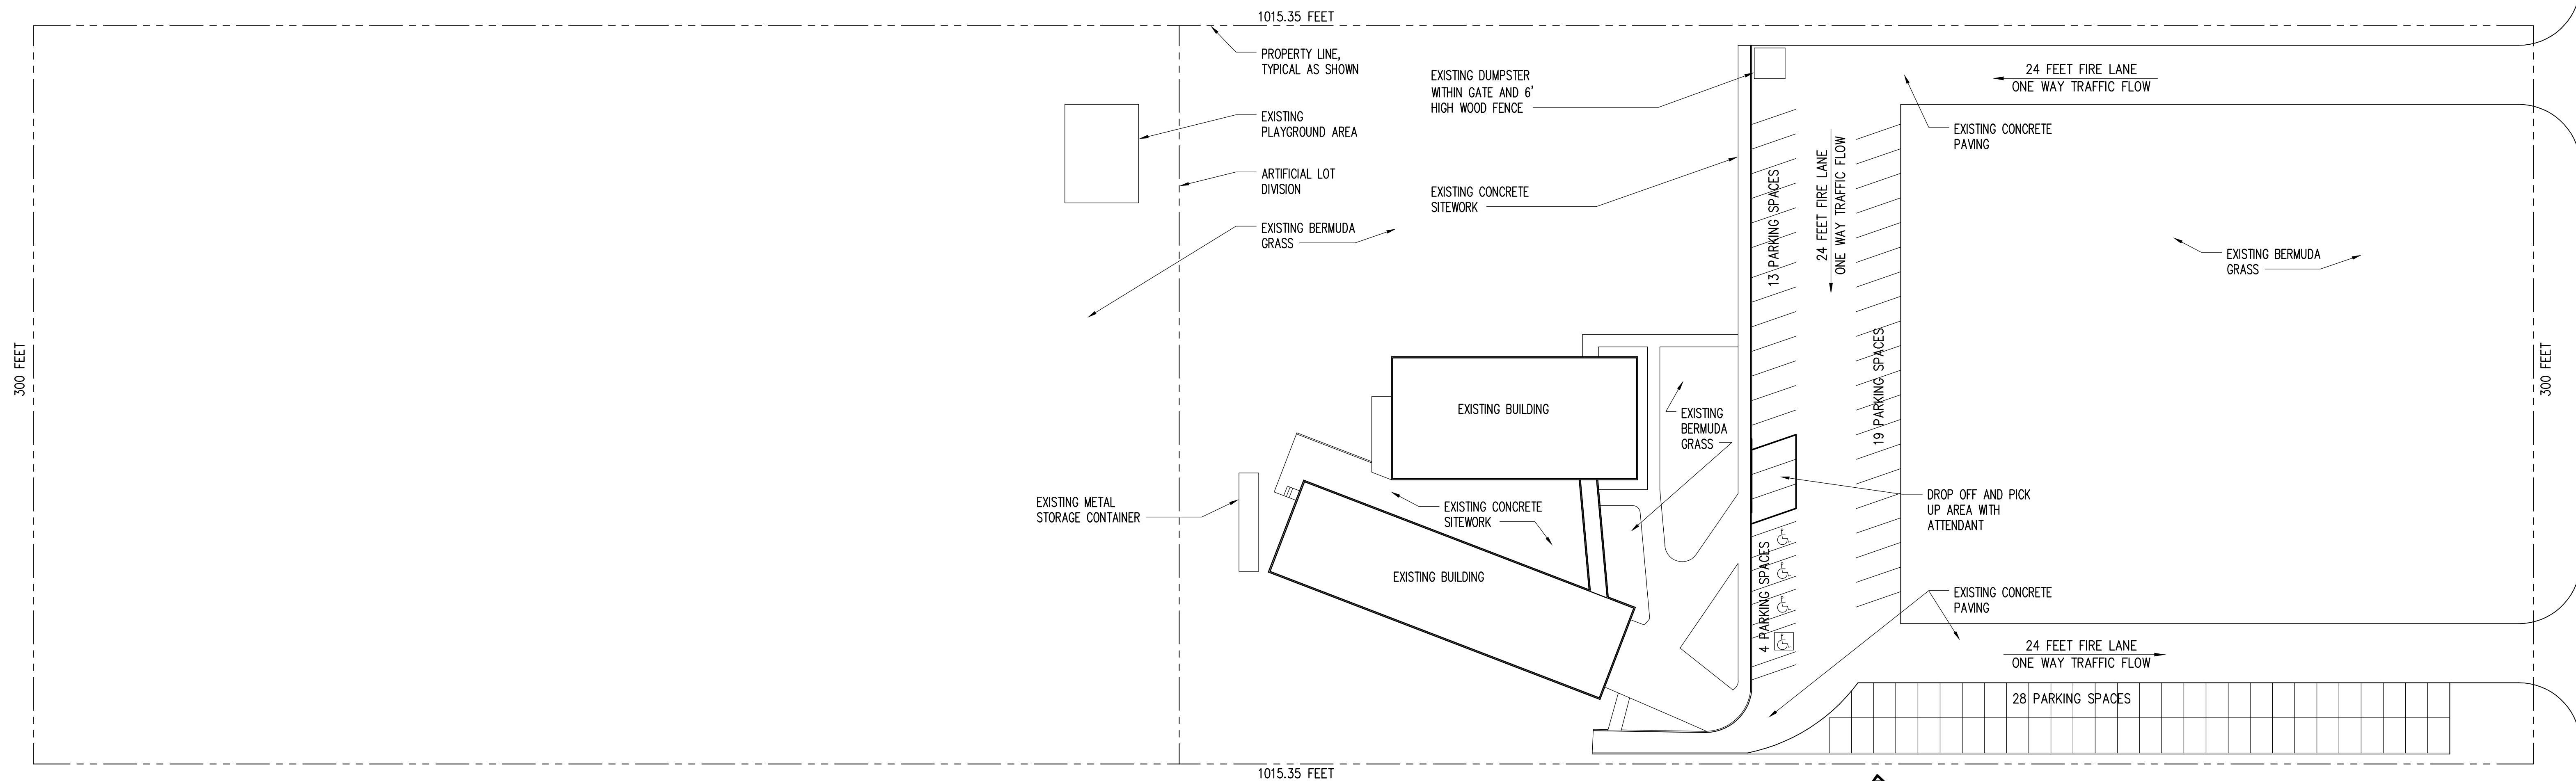 1015.35 FEET
PROPERTY LINE,
TYPICAL AS SHOWN
EXISTING
PLAYGROUND AREA
ARTIFICIAL LOT
DIVISION
EXISTING BERMUDA
GRASS
EXISTING DUMPSTER
WITHIN GATE AND 6'
HIGH WOOD FENCE
EXISTING CONCRETE
SITEWORK
13 PARKING SPACES
24 FEET FIRE LANE
ONE WAY TRAFFIC FLOW
24 FEET FIRE LANE
ONE WAY TRAFFIC FLOW
EXISTING CONCRETE
PAVING
EXISTING BERMUDA
GRASS
300 FEET
300 FEET
19 PARKING SPACES
EXISTING BUILDING
EXISTING
BERMUDA
GRASS
EXISTING METAL
STORAGE CONTAINER
EXISTING CONCRETE
SITEWORK
DROP OFF AND PICK
UP AREA WITH
ATTENDANT
EXISTING BUILDING
4 PARKING SPACES
EXISTING CONCRETE
PAVING
24 FEET FIRE LANE
ONE WAY TRAFFIC FLOW
28 PARKING SPACES
1015.35 FEET